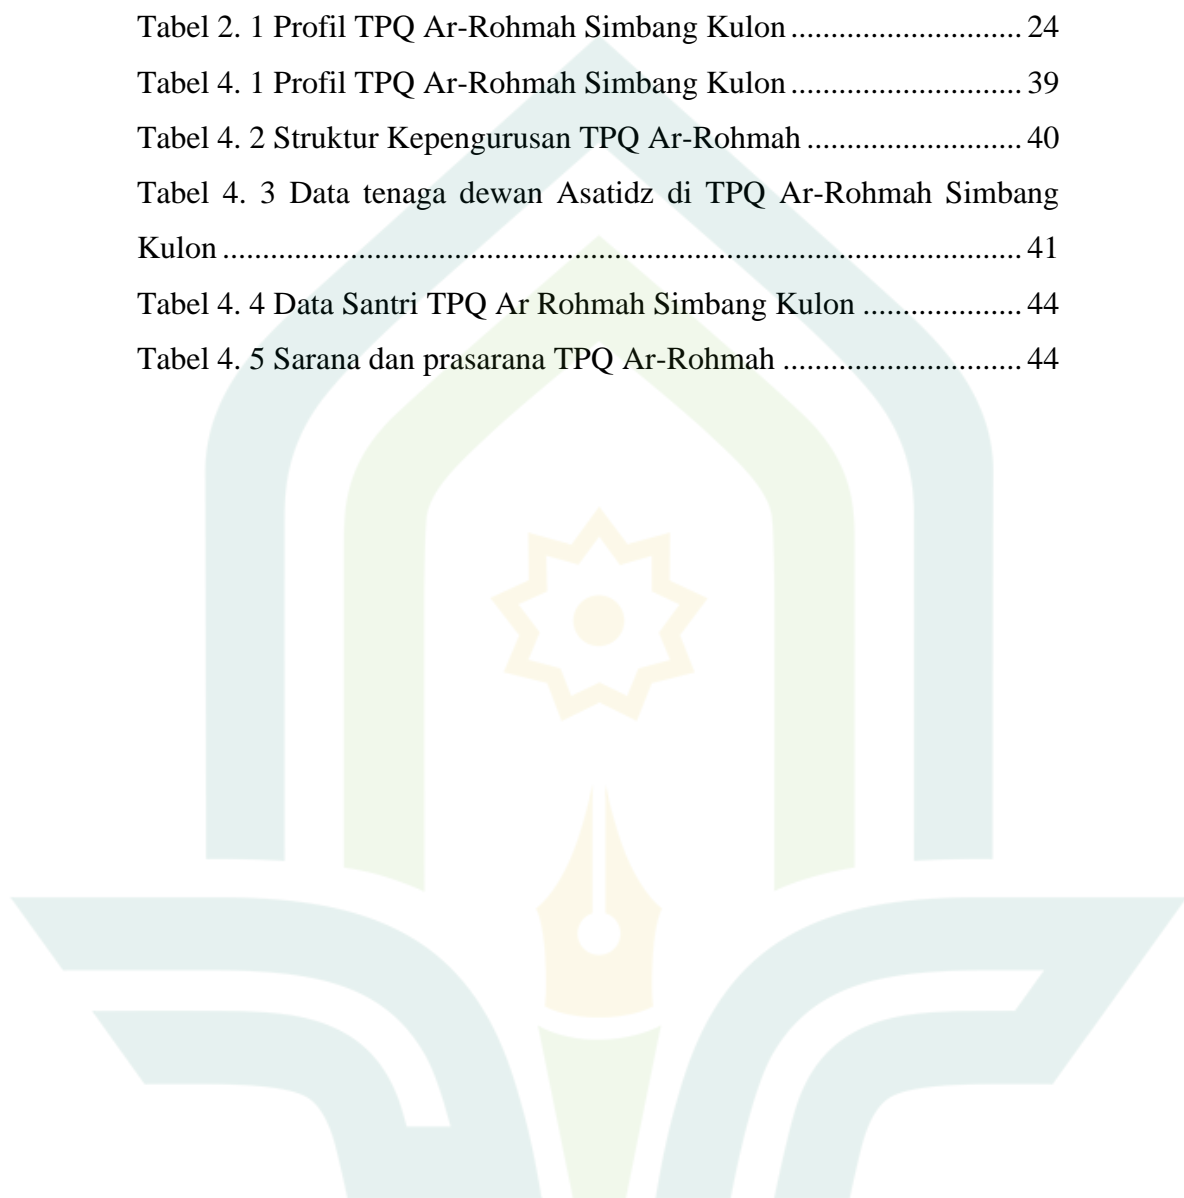 Tabel 2. 1 Profil TPQ Ar-Rohmah Simbang Kulon ............................. 24
Tabel 4. 1 Profil TPQ Ar-Rohmah Simbang Kulon ............................. 39
Tabel 4. 2 Struktur Kepengurusan TPQ Ar-Rohmah ........................... 40
Tabel 4. 3 Data tenaga dewan Asatidz di TPQ Ar-Rohmah Simbang
Kulon .................................................................................................... 41
Tabel 4. 4 Data Santri TPQ Ar Rohmah Simbang Kulon .................... 44
Tabel 4. 5 Sarana dan prasarana TPQ Ar-Rohmah .............................. 44